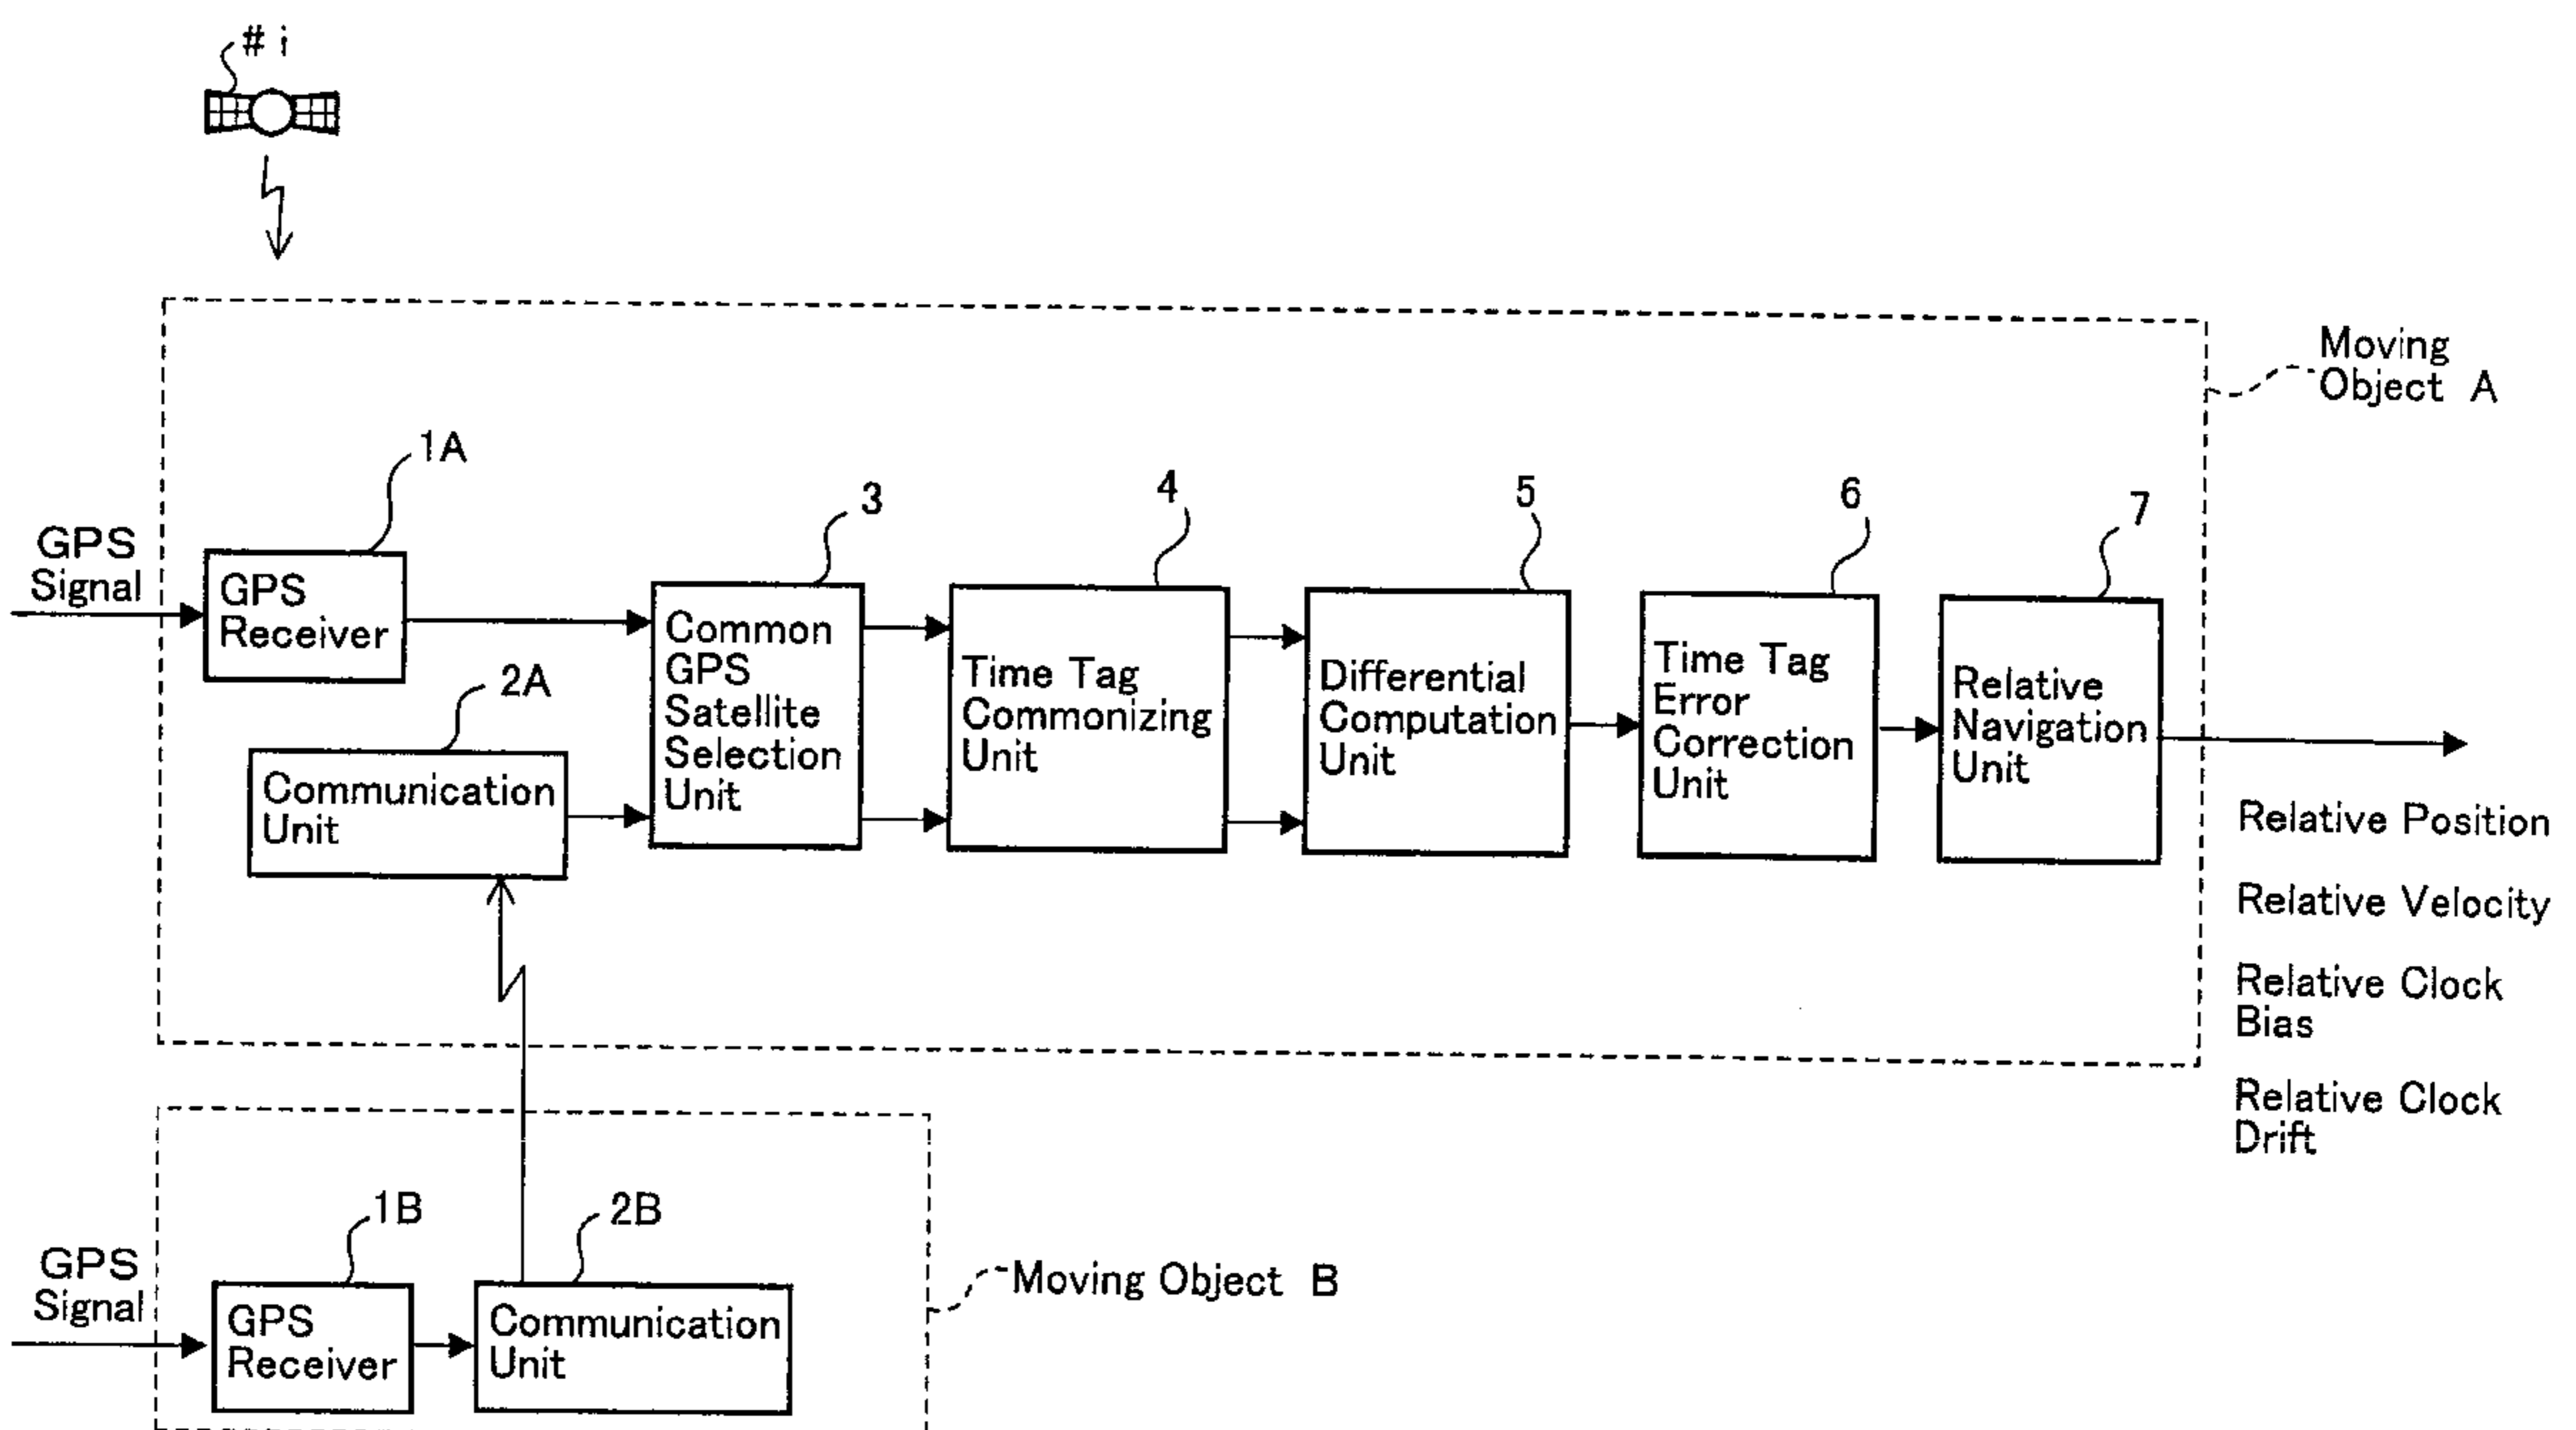 # i
Moving
Object A
1A
3
4
5
6
7
GPS
Signal
GPS
Receiver
2A
Communication
Unit
Common
GPS
Satellite
Selection
Unit
Time Tag
Commonizing
Unit
Differential
Computation
Unit
Time Tag
Error
Correction
Unit
Relative
Navigation
Unit
Relative Position
Relative Velocity
Relative Clock
Bias
Relative Clock
Drift
1B
2B
GPS
Signal
GPS
Receiver
Communication
Unit
Moving Object B